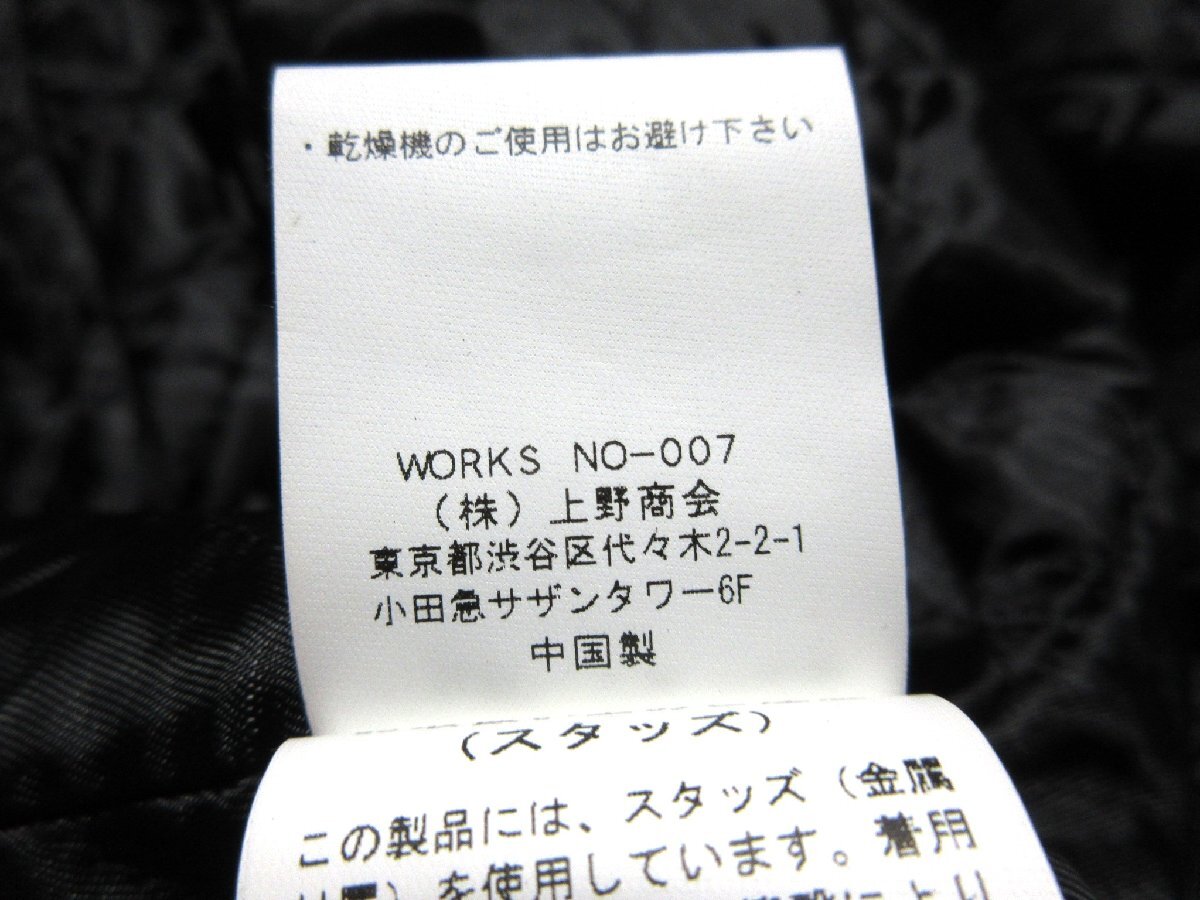 ・乾燥機のご使用はお避け下さい
WORKS NO-007
(株)上野商会
東京都渋谷区代々木2-2-1
小田急サザンタワー6F
中国製
(スタッズ)
この製品には、スタッズ(金属
)を使用しています。着用
により